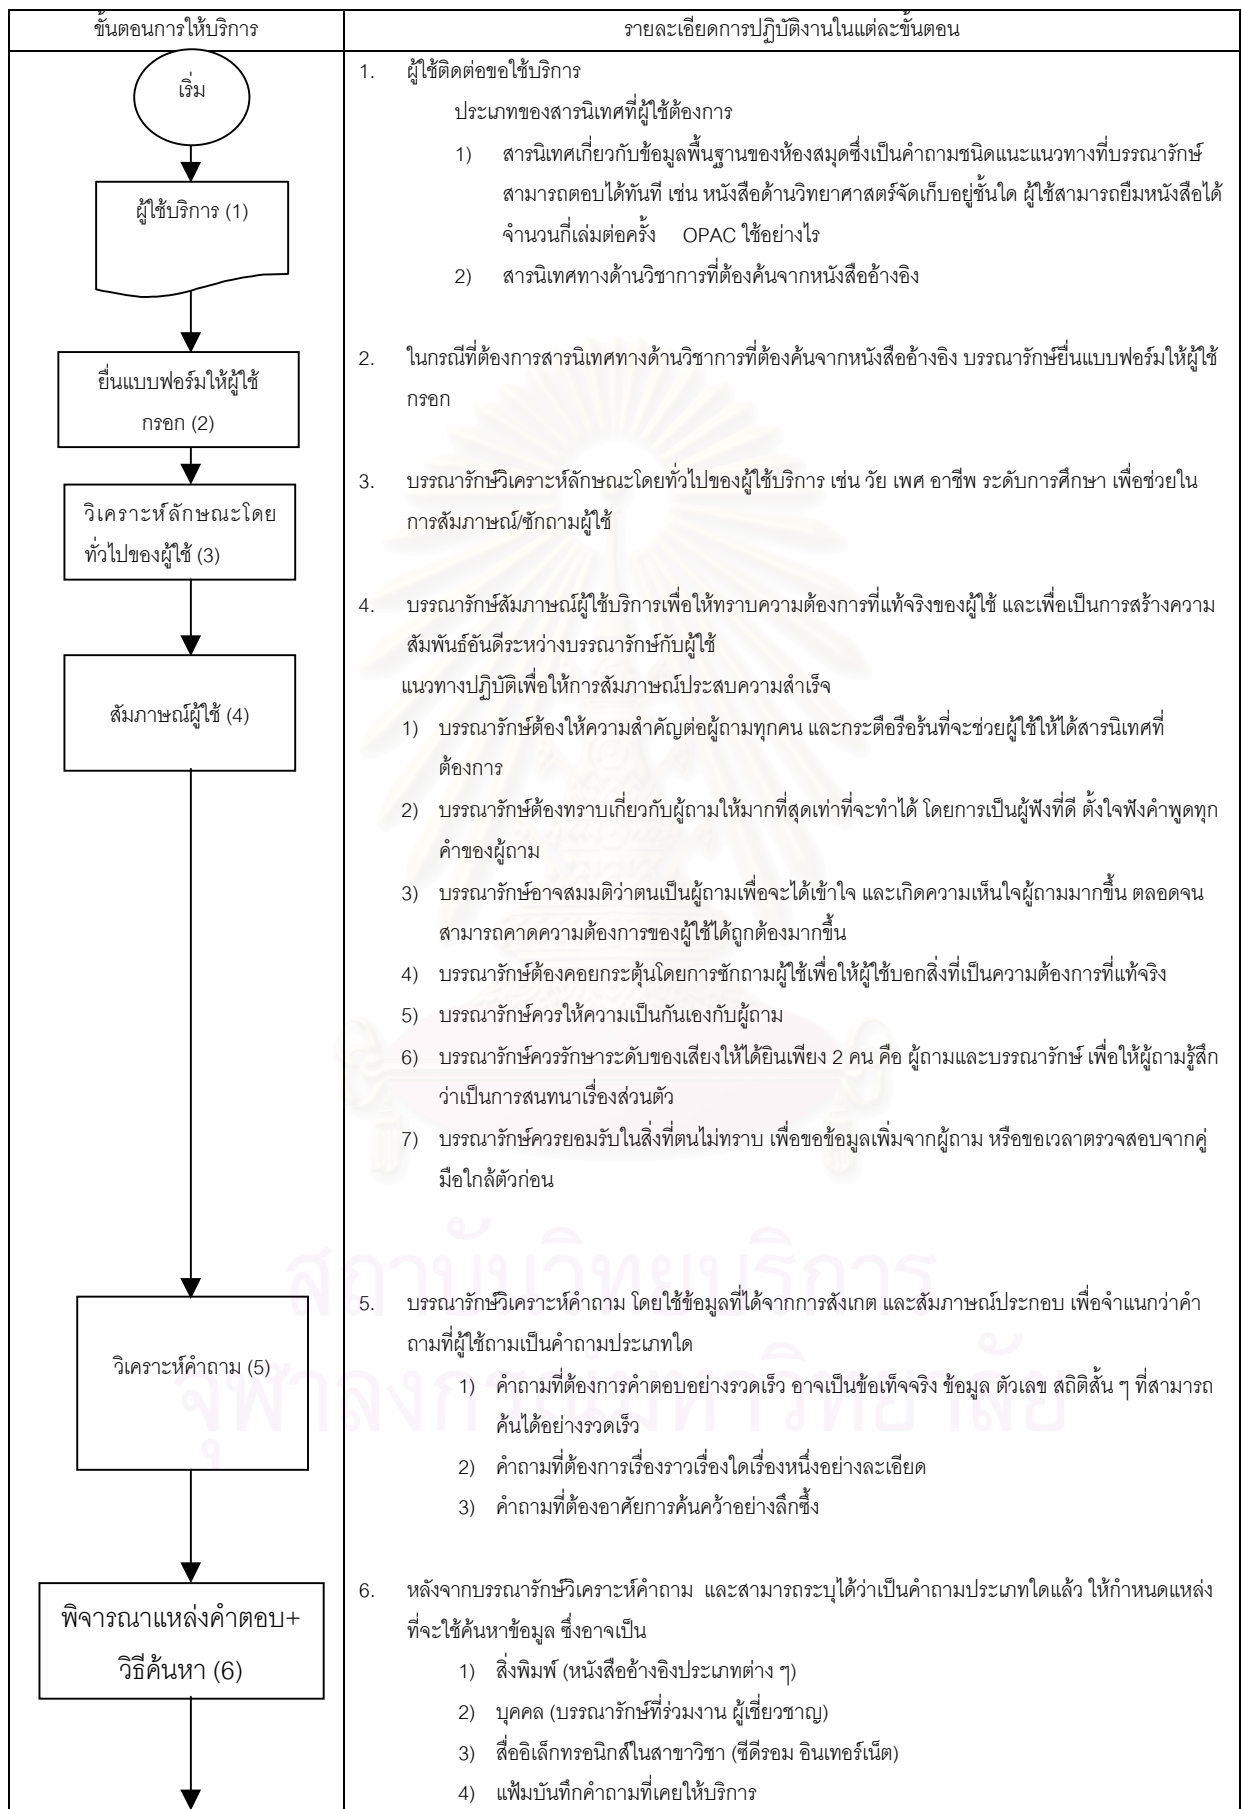 ขั้นตอนการให้บริการ
รายละเอียดการปฏิบัติงานในแต่ละขั้นตอน
เริ่ม
ผู้ใช้บริการ (1)
ยื่นแบบฟอร์มให้ผู้ใช้
กรอก (2)
วิเคราะห์ลักษณะโดย
ทั่วไปของผู้ใช้ (3)
สัมภาษณ์ผู้ใช้ (4)
วิเคราะห์คำถาม (5)
พิจารณาแหล่งคำตอบ+
วิธีค้นหา (6)
1. ผู้ใช้ติดต่อขอใช้บริการ
ประเภทของสารนิเทศที่ผู้ใช้ต้องการ
1) สารนิเทศเกี่ยวกับข้อมูลพื้นฐานของห้องสมุดซึ่งเป็นคำถามชนิดแนะแนวทางที่บรรณารักษ์
สามารถตอบได้ทันที เช่น หนังสือด้านวิทยาศาสตร์จัดเก็บอยู่ชั้นใด ผู้ใช้สามารถยืมหนังสือได้
จำนวนกี่เล่มต่อครั้ง OPAC ใช้อย่างไร
2) สารนิเทศทางด้านวิชาการที่ต้องค้นจากหนังสืออ้างอิง
2. ในกรณีที่ต้องการสารนิเทศทางด้านวิชาการที่ต้องค้นจากหนังสืออ้างอิง บรรณารักษ์ยื่นแบบฟอร์มให้ผู้ใช้
กรอก
3. บรรณารักษ์วิเคราะห์ลักษณะโดยทั่วไปของผู้ใช้บริการ เช่น วัย เพศ อาชีพ ระดับการศึกษา เพื่อช่วยใน
การสัมภาษณ์/ซักถามผู้ใช้
4. บรรณารักษ์สัมภาษณ์ผู้ใช้บริการเพื่อให้ทราบความต้องการที่แท้จริงของผู้ใช้ และเพื่อเป็นการสร้างความ
สัมพันธ์อันดีระหว่างบรรณารักษ์กับผู้ใช้
แนวทางปฏิบัติเพื่อให้การสัมภาษณ์ประสบความสำเร็จ
1) บรรณารักษ์ต้องให้ความสำคัญต่อผู้ถามทุกคน และกระตือรือร้นที่จะช่วยผู้ใช้ให้ได้สารนิเทศที่
ต้องการ
2) บรรณารักษ์ต้องทราบเกี่ยวกับผู้ถามให้มากที่สุดเท่าที่จะทำได้ โดยการเป็นผู้ฟังที่ดี ตั้งใจฟังคำพูดทุก
คำของผู้ถาม
3) บรรณารักษ์อาจสมมติว่าตนเป็นผู้ถามเพื่อจะได้เข้าใจ และเกิดความเห็นใจผู้ถามมากขึ้น ตลอดจน
สามารถคาดความต้องการของผู้ใช้ได้ถูกต้องมากขึ้น
4) บรรณารักษ์ต้องคอยกระตุ้นโดยการซักถามผู้ใช้เพื่อให้ผู้ใช้บอกสิ่งที่เป็นความต้องการที่แท้จริง
5) บรรณารักษ์ควรให้ความเป็นกันเองกับผู้ถาม
6) บรรณารักษ์ควรรักษาระดับของเสียงให้ได้ยินเพียง 2 คน คือ ผู้ถามและบรรณารักษ์ เพื่อให้ผู้ถามรู้สึก
ว่าเป็นการสนทนาเรื่องส่วนตัว
7) บรรณารักษ์ควรยอมรับในสิ่งที่ตนไม่ทราบ เพื่อขอข้อมูลเพิ่มจากผู้ถาม หรือขอเวลาตรวจสอบจากคู่
มือใกล้ตัวก่อน
5. บรรณารักษ์วิเคราะห์คำถาม โดยใช้ข้อมูลที่ได้จากการสังเกต และสัมภาษณ์ประกอบ เพื่อจำแนกว่าคำ
ถามที่ผู้ใช้ถามเป็นคำถามประเภทใด
1) คำถามที่ต้องการคำตอบอย่างรวดเร็ว อาจเป็นข้อเท็จจริง ข้อมูล ตัวเลข สถิติสั้น ๆ ที่สามารถ
ค้นได้อย่างรวดเร็ว
2) คำถามที่ต้องการเรื่องราวเรื่องใดเรื่องหนึ่งอย่างละเอียด
3) คำถามที่ต้องอาศัยการค้นคว้าอย่างลึกซึ้ง
6. หลังจากบรรณารักษ์วิเคราะห์คำถาม และสามารถระบุได้ว่าเป็นคำถามประเภทใดแล้ว ให้กำหนดแหล่ง
ที่จะใช้ค้นหาข้อมูล ซึ่งอาจเป็น
1) สิ่งพิมพ์ (หนังสืออ้างอิงประเภทต่าง ๆ)
2) บุคคล (บรรณารักษ์ที่ร่วมงาน ผู้เชี่ยวชาญ)
3) สื่ออิเล็กทรอนิกส์ในสาขาวิชา (ซีดีรอม อินเทอร์เน็ต)
4) แฟ้มบันทึกคำถามที่เคยให้บริการ
สถาบันวิทยบริการ
จุฬาลงกรณ์มหาวิทยาลัย